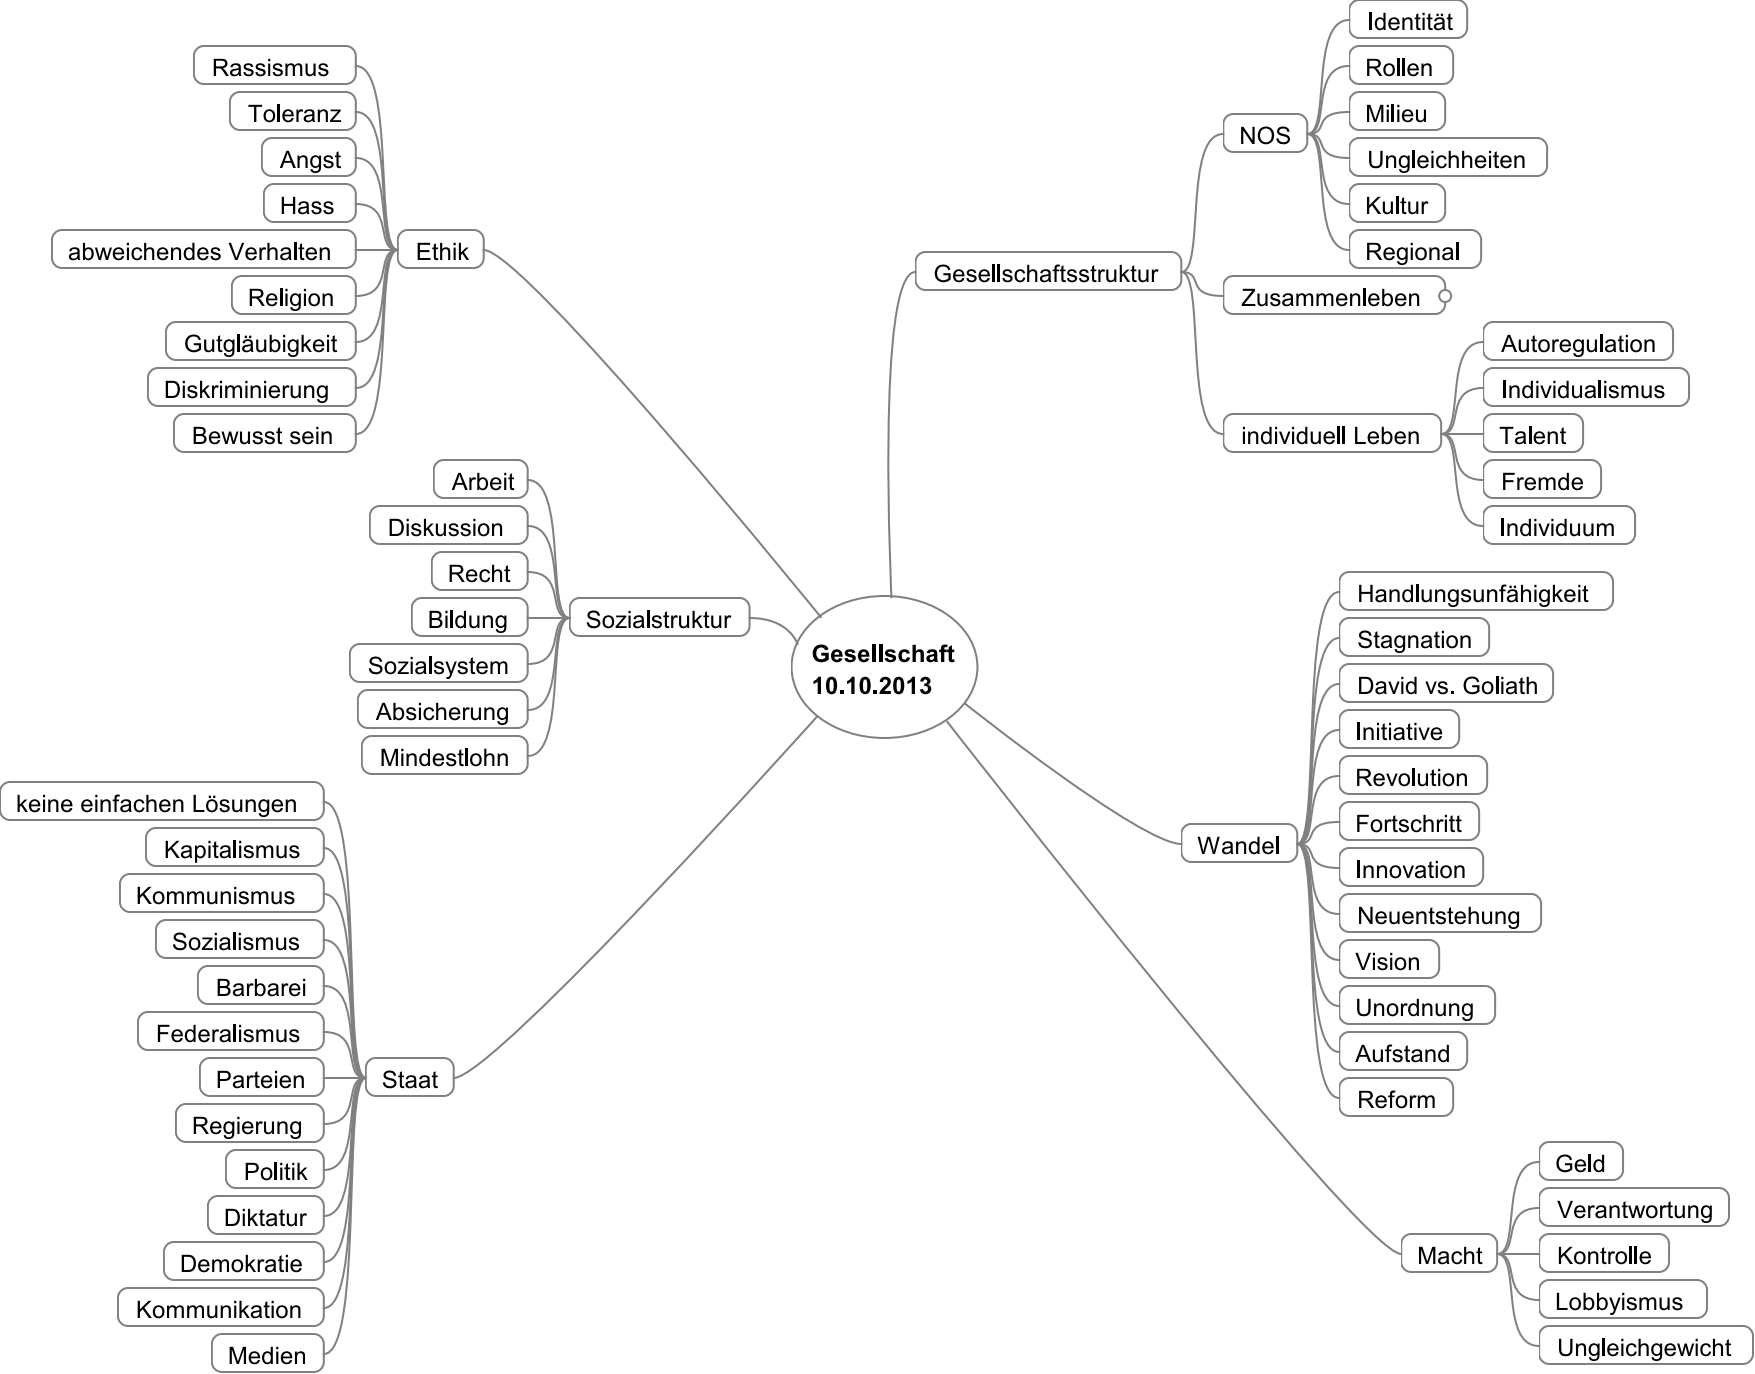 Gesellschaft
10.10.2013
Gesellschaftsstruktur
NOS
Identität
Rollen
Milieu
Ungleichheiten
Kultur
Regional
Zusammenleben
individuell Leben
Autoregulation
Individualismus
Talent
Fremde
Individuum
Wandel
Handlungsunfähigkeit
Stagnation
David vs. Goliath
Initiative
Revolution
Fortschritt
Innovation
Neuentstehung
Vision
Unordnung
Aufstand
Reform
Macht
Geld
Verantwortung
Kontrolle
Lobbyismus
Ungleichgewicht
Ethik
Rassismus
Toleranz
Angst
Hass
abweichendes Verhalten
Religion
Gutgläubigkeit
Diskriminierung
Bewusst sein
Sozialstruktur
Arbeit
Diskussion
Recht
Bildung
Sozialsystem
Absicherung
Mindestlohn
Staat
keine einfachen Lösungen
Kapitalismus
Kommunismus
Sozialismus
Barbarei
Federalismus
Parteien
Regierung
Politik
Diktatur
Demokratie
Kommunikation
Medien